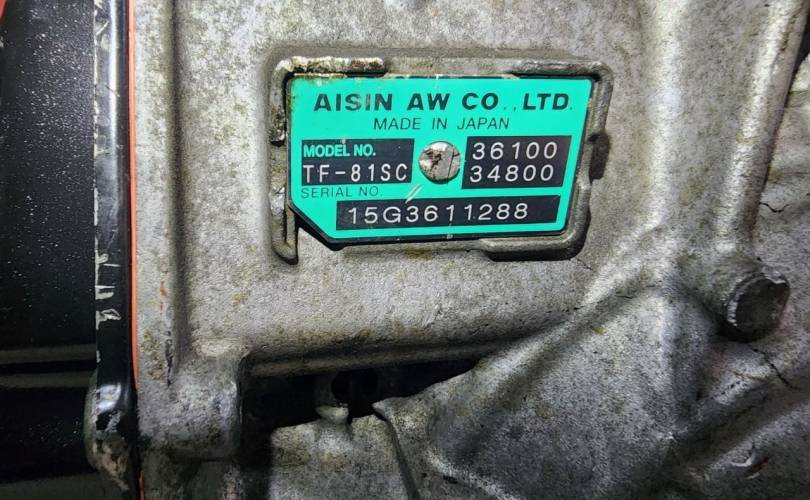 AISIN AW CO., LTD.
MADE IN JAPAN
MODEL NO. 36100
TF-81SC 34800
SERIAL NO.
15G3611288